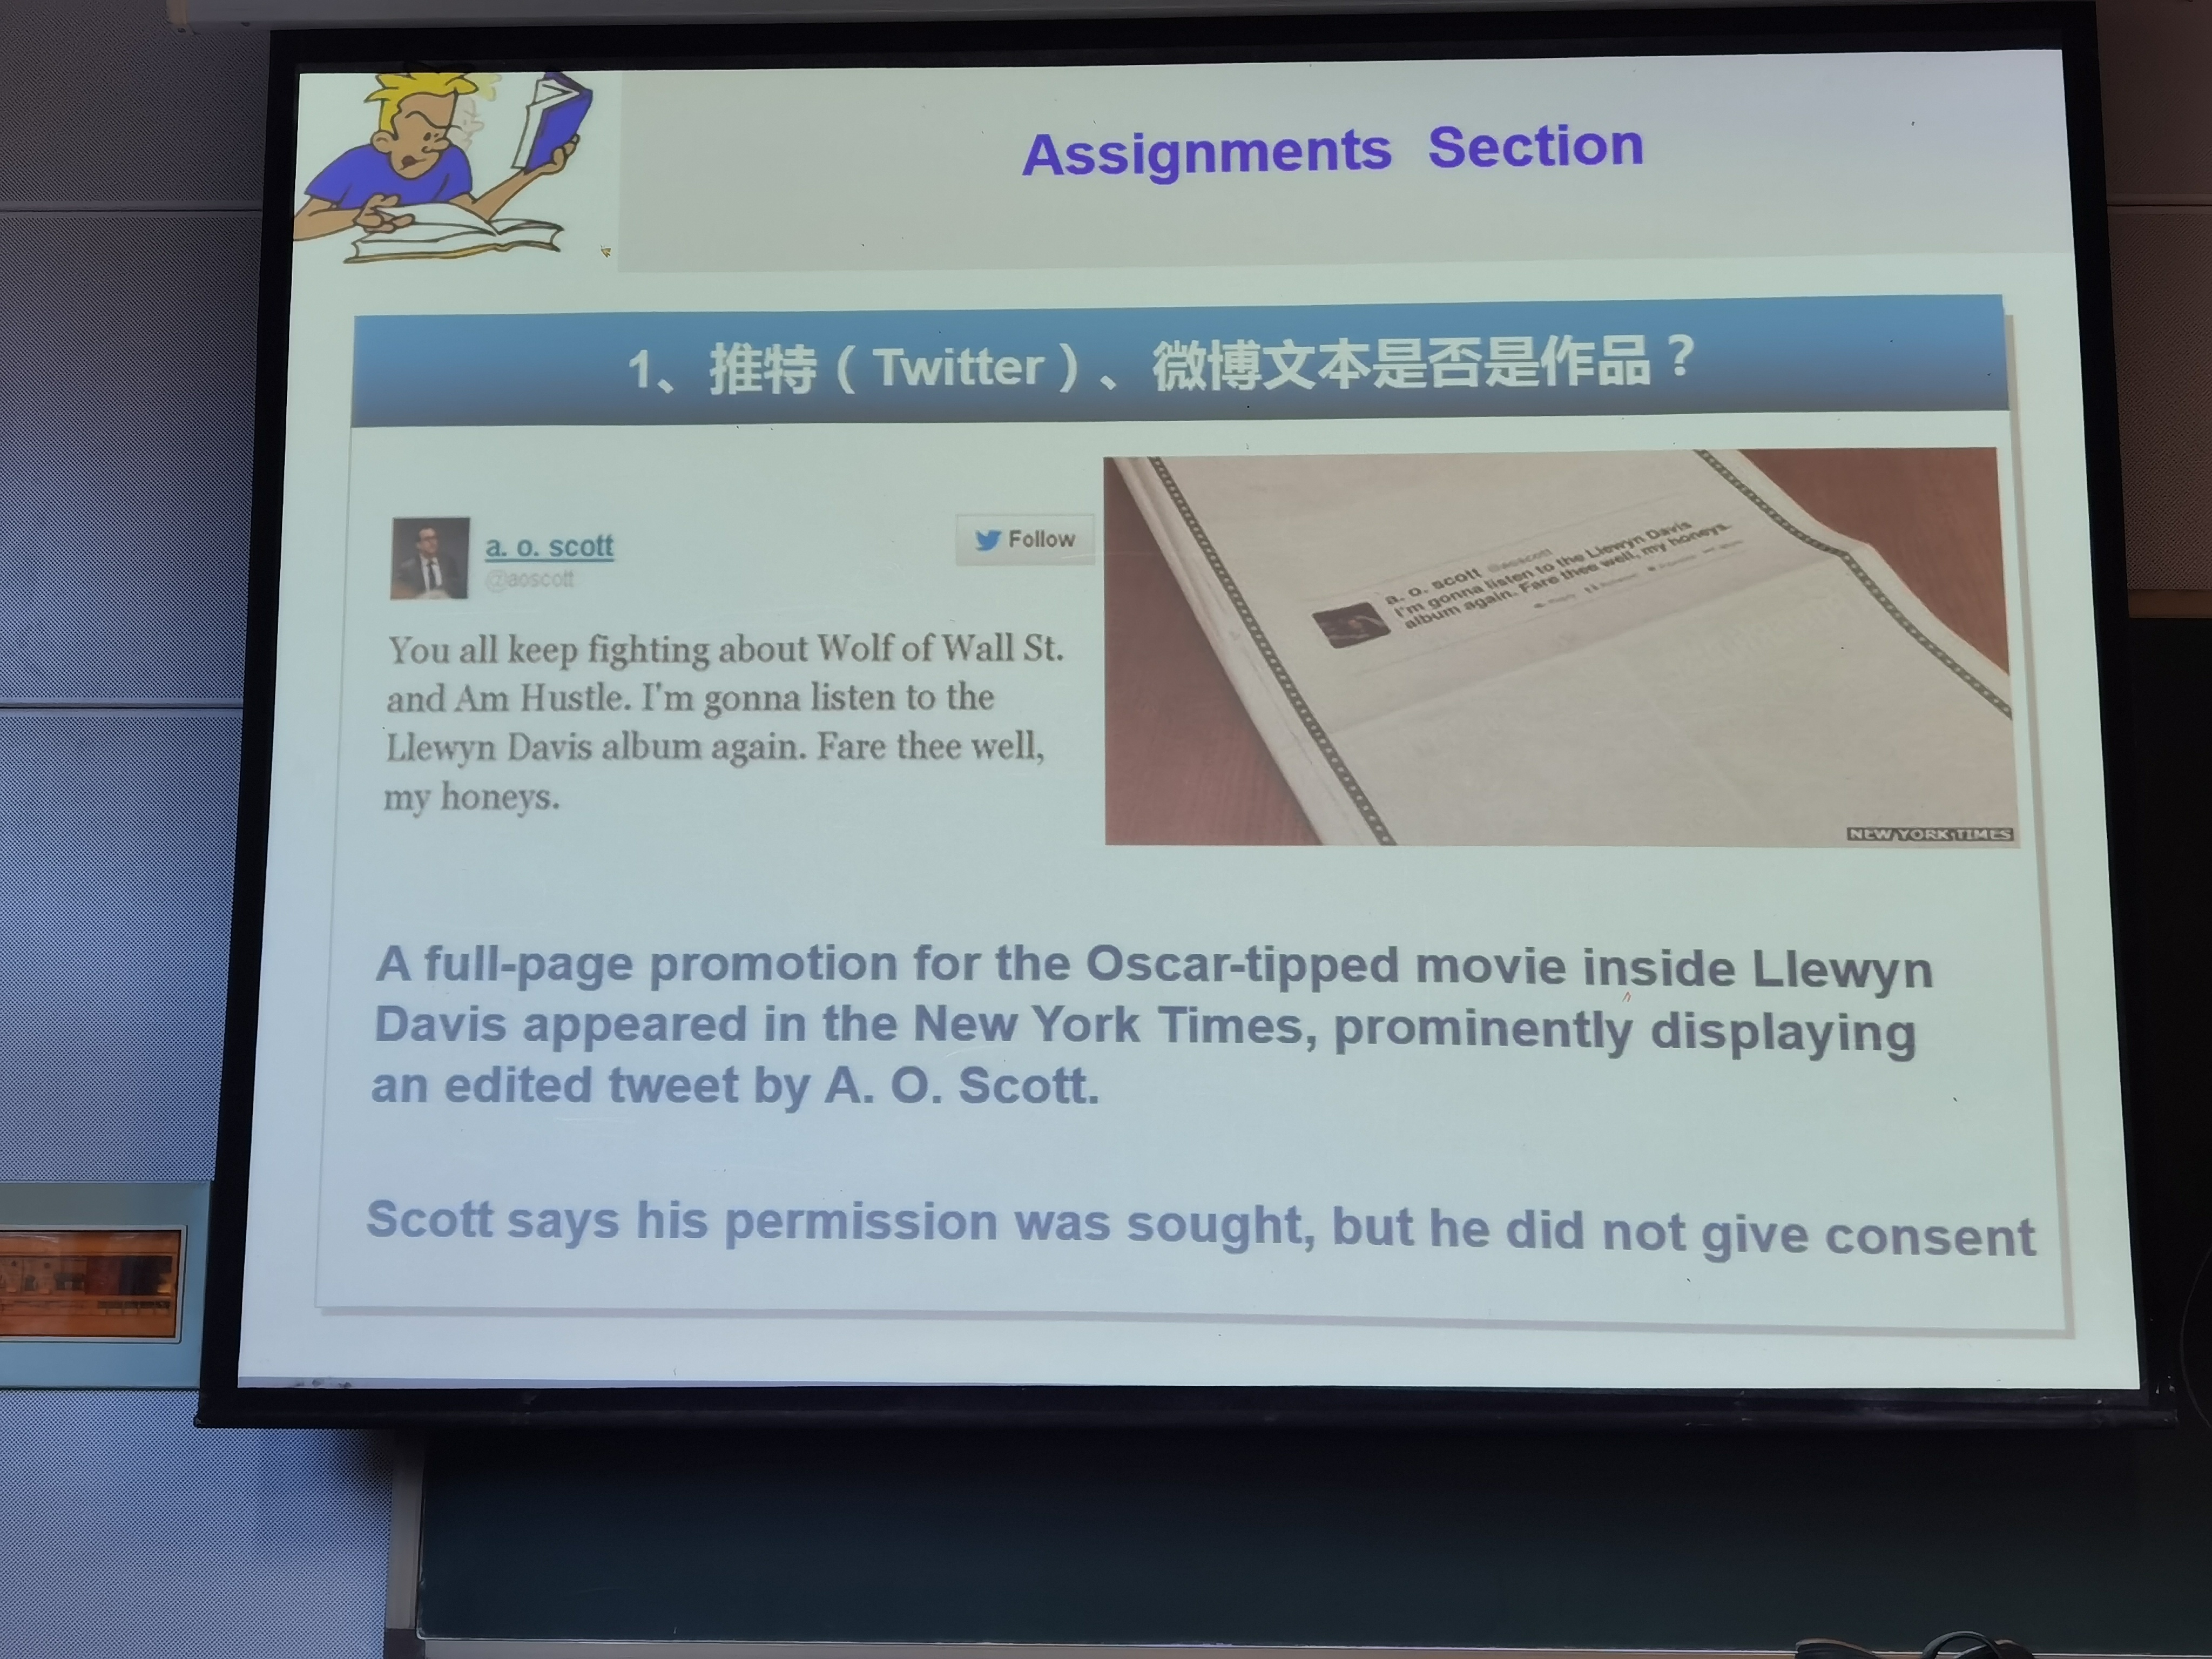 Assignments Section
1、推特（Twitter）、微博文本是否是作品？
a. o. scott
@aoscott
Follow
You all keep fighting about Wolf of Wall St.
and Am Hustle. I'm gonna listen to the
Llewyn Davis album again. Fare thee well,
my honeys.
a. o. scott @aoscott
I'm gonna listen to the Llewyn Davis
album again. Fare thee well, my honeys.
NEW YORK TIMES
A full-page promotion for the Oscar-tipped movie inside Llewyn
Davis appeared in the New York Times, prominently displaying
an edited tweet by A. O. Scott.
Scott says his permission was sought, but he did not give consent